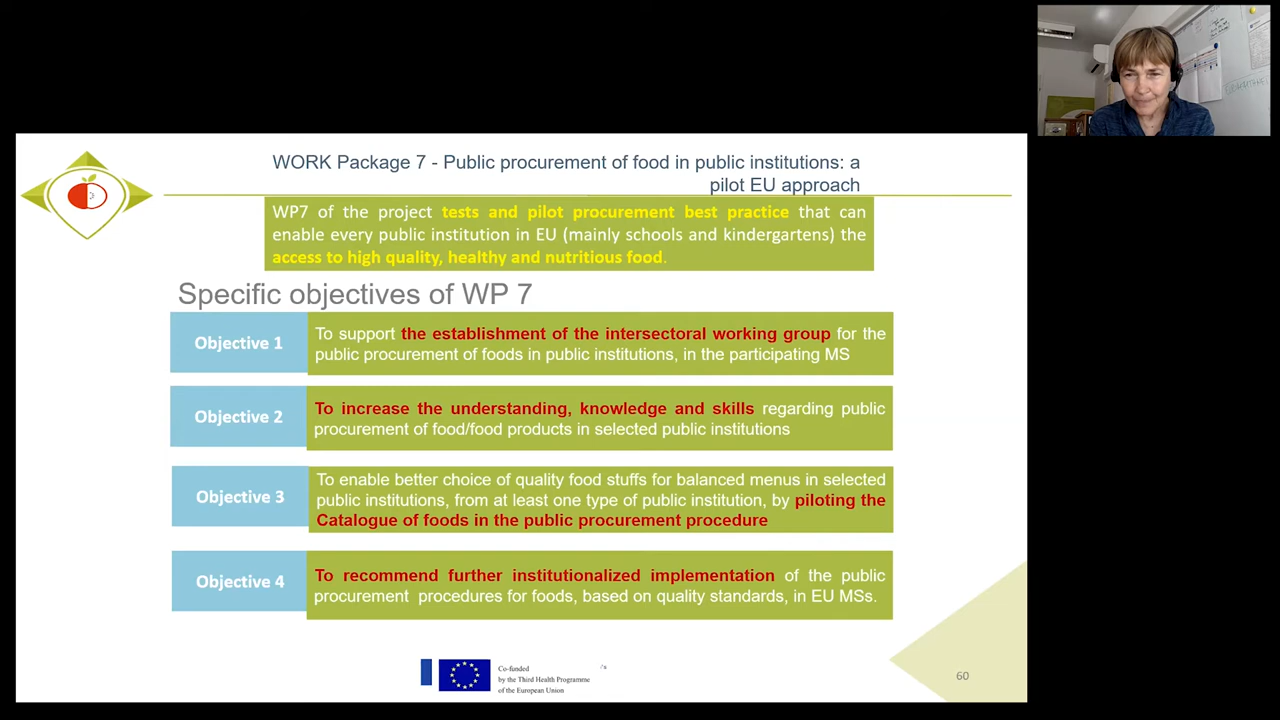 WORK Package 7 - Public procurement of food in public institutions: a
pilot EU approach
WP7 of the project tests and pilot procurement best practice that can
enable every public institution in EU (mainly schools and kindergartens) the
access to high quality, healthy and nutritious food.
Specific objectives of WP 7
Objective 1
To support the establishment of the intersectoral working group for the
public procurement of foods in public institutions, in the participating MS
Objective 2
To increase the understanding, knowledge and skills regarding public
procurement of food/food products in selected public institutions
Objective 3
To enable better choice of quality food stuffs for balanced menus in selected
public institutions, from at least one type of public institution, by piloting the
Catalogue of foods in the public procurement procedure
Objective 4
To recommend further institutionalized implementation of the public
procurement procedures for foods, based on quality standards, in EU MSs.
Co-funded
by the Third Health Programme
of the European Union
60